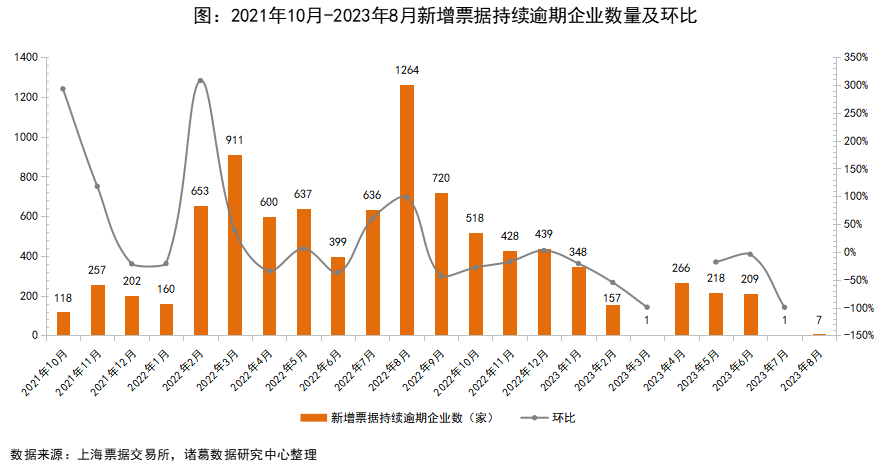 图：2021年10月-2023年8月新增票据持续逾期企业数量及环比
1400
1200
1000
800
600
400
200
0
350%
300%
250%
200%
150%
100%
50%
0%
-50%
-100%
-150%
118
257
202
160
653
911
600
637
399
636
1264
720
518
428
439
348
157
1
266
218
209
1
7
2021年10月
2021年11月
2021年12月
2022年1月
2022年2月
2022年3月
2022年4月
2022年5月
2022年6月
2022年7月
2022年8月
2022年9月
2022年10月
2022年11月
2022年12月
2023年1月
2023年2月
2023年3月
2023年4月
2023年5月
2023年6月
2023年7月
2023年8月
新增票据持续逾期企业数（家）
环比
数据来源：上海票据交易所，诸葛数据研究中心整理